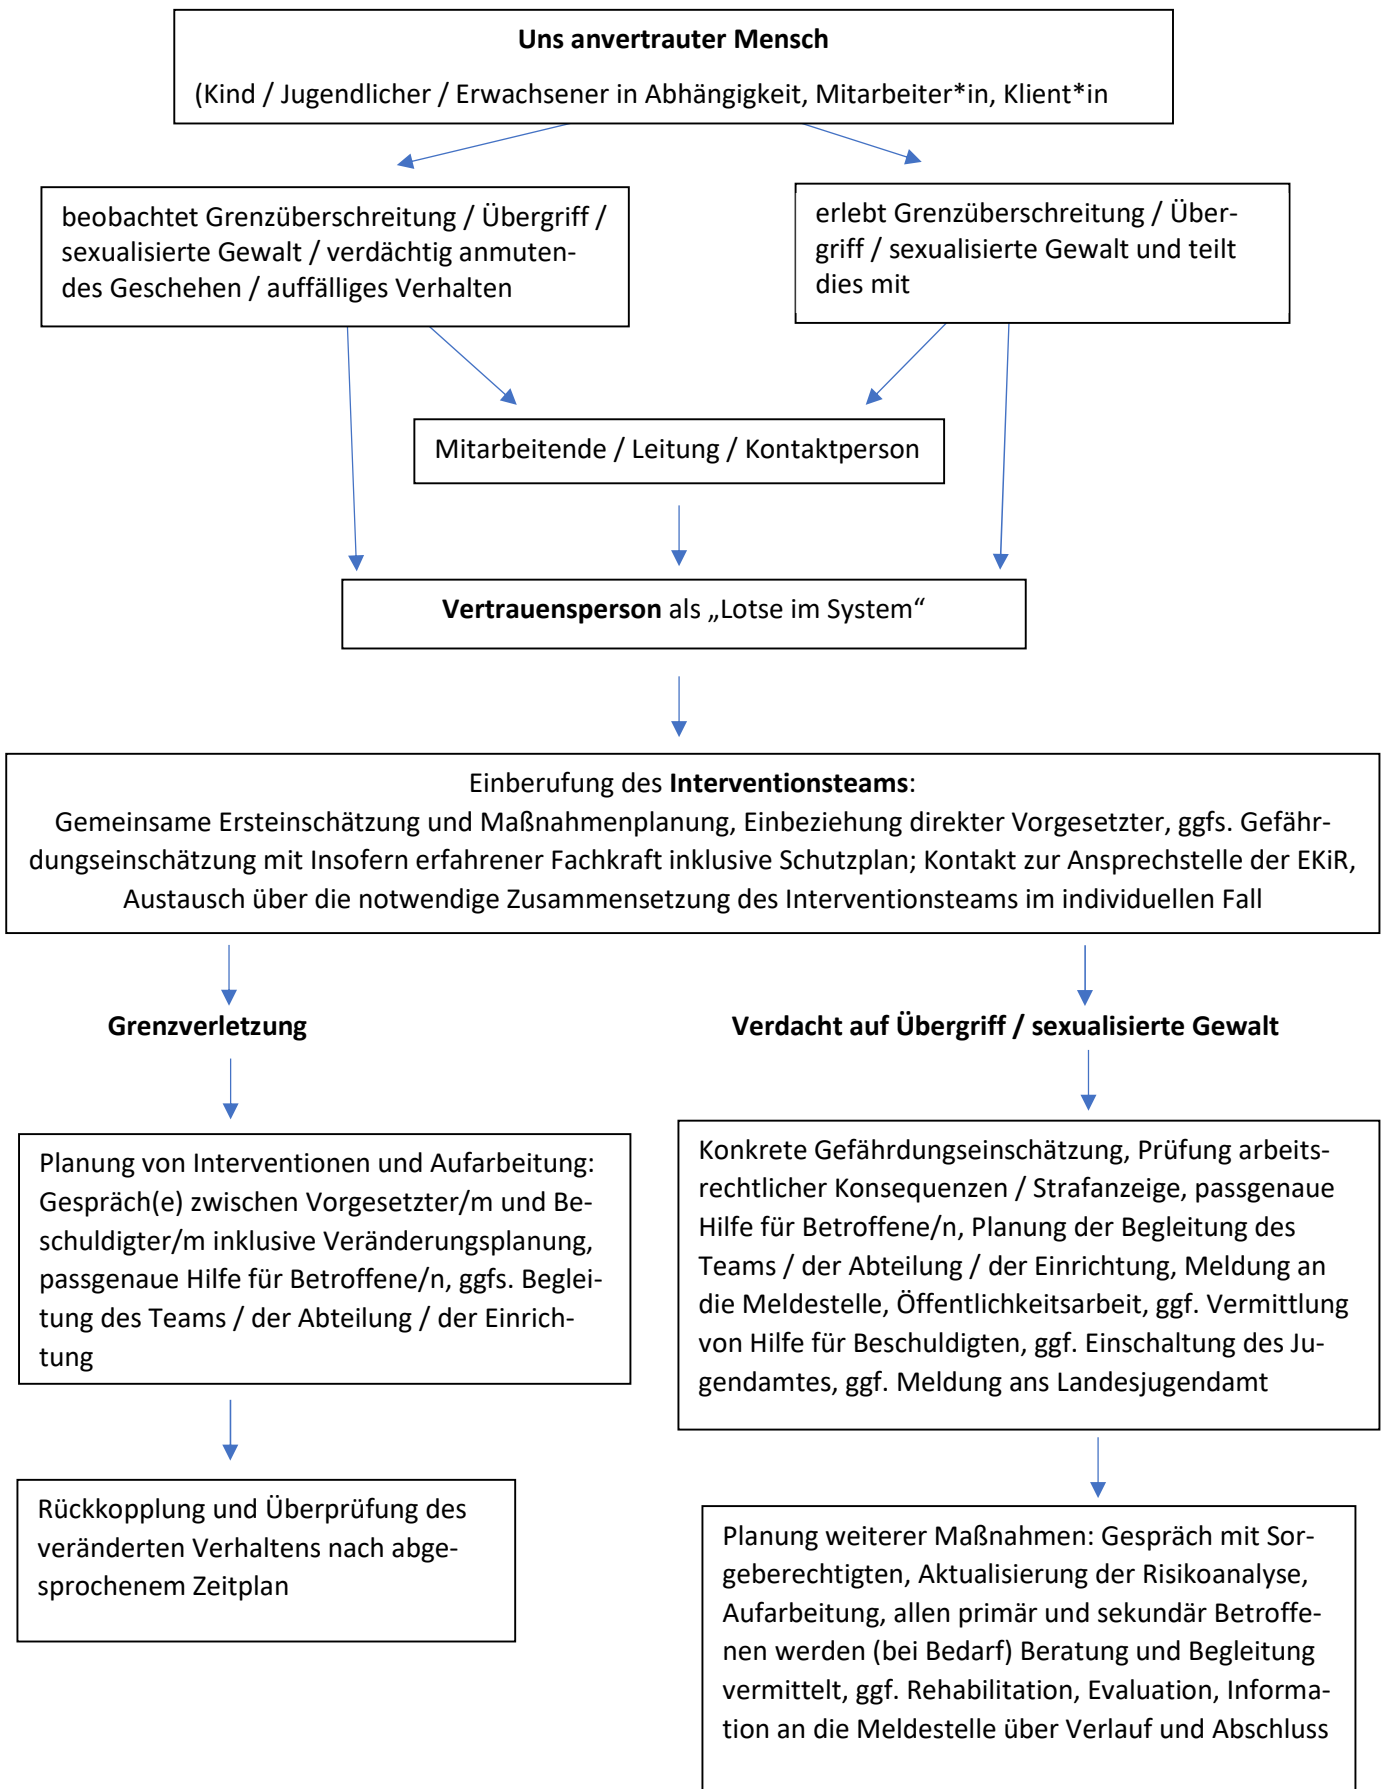 Uns anvertrauter Mensch
(Kind / Jugendlicher / Erwachsener in Abhängigkeit, Mitarbeiter*in, Klient*in
beobachtet Grenzüberschreitung / Übergriff /
sexualisierte Gewalt / verdächtig anmuten-
des Geschehen / auffälliges Verhalten
erlebt Grenzüberschreitung / Über-
griff / sexualisierte Gewalt und teilt
dies mit
Mitarbeitende / Leitung / Kontaktperson
Vertrauensperson als „Lotse im System“
Einberufung des Interventionsteams:
Gemeinsame Ersteinschätzung und Maßnahmenplanung, Einbeziehung direkter Vorgesetzter, ggfs. Gefähr-
dungseinschätzung mit Insofern erfahrener Fachkraft inklusive Schutzplan; Kontakt zur Ansprechstelle der EKiR,
Austausch über die notwendige Zusammensetzung des Interventionsteams im individuellen Fall
Grenzverletzung
Planung von Interventionen und Aufarbeitung:
Gespräch(e) zwischen Vorgesetzter/m und Be-
schuldigter/m inklusive Veränderungsplanung,
passgenaue Hilfe für Betroffene/n, ggfs. Beglei-
tung des Teams / der Abteilung / der Einrich-
tung
Rückkopplung und Überprüfung des
veränderten Verhaltens nach abge-
sprochenem Zeitplan
Verdacht auf Übergriff / sexualisierte Gewalt
Konkrete Gefährdungseinschätzung, Prüfung arbeits-
rechtlicher Konsequenzen / Strafanzeige, passgenaue
Hilfe für Betroffene/n, Planung der Begleitung des
Teams / der Abteilung / der Einrichtung, Meldung an
die Meldestelle, Öffentlichkeitsarbeit, ggf. Vermittlung
von Hilfe für Beschuldigten, ggf. Einschaltung des Ju-
gendamtes, ggf. Meldung ans Landesjugendamt
Planung weiterer Maßnahmen: Gespräch mit Sor-
geberechtigten, Aktualisierung der Risikoanalyse,
Aufarbeitung, allen primär und sekundär Betroffe-
nen werden (bei Bedarf) Beratung und Begleitung
vermittelt, ggf. Rehabilitation, Evaluation, Informa-
tion an die Meldestelle über Verlauf und Abschluss